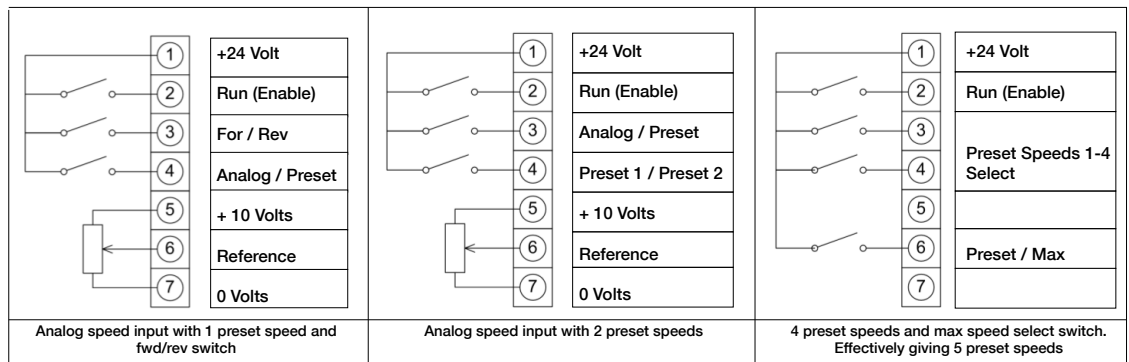 1
+24 Volt
2
Run (Enable)
3
For / Rev
4
Analog / Preset
5
+ 10 Volts
6
Reference
7
0 Volts
Analog speed input with 1 preset speed and
fwd/rev switch
1
+24 Volt
2
Run (Enable)
3
Analog / Preset
4
Preset 1 / Preset 2
5
+ 10 Volts
6
Reference
7
0 Volts
Analog speed input with 2 preset speeds
1
+24 Volt
2
Run (Enable)
3
4
Preset Speeds 1-4
Select
5
6
Preset / Max
7
4 preset speeds and max speed select switch.
Effectively giving 5 preset speeds